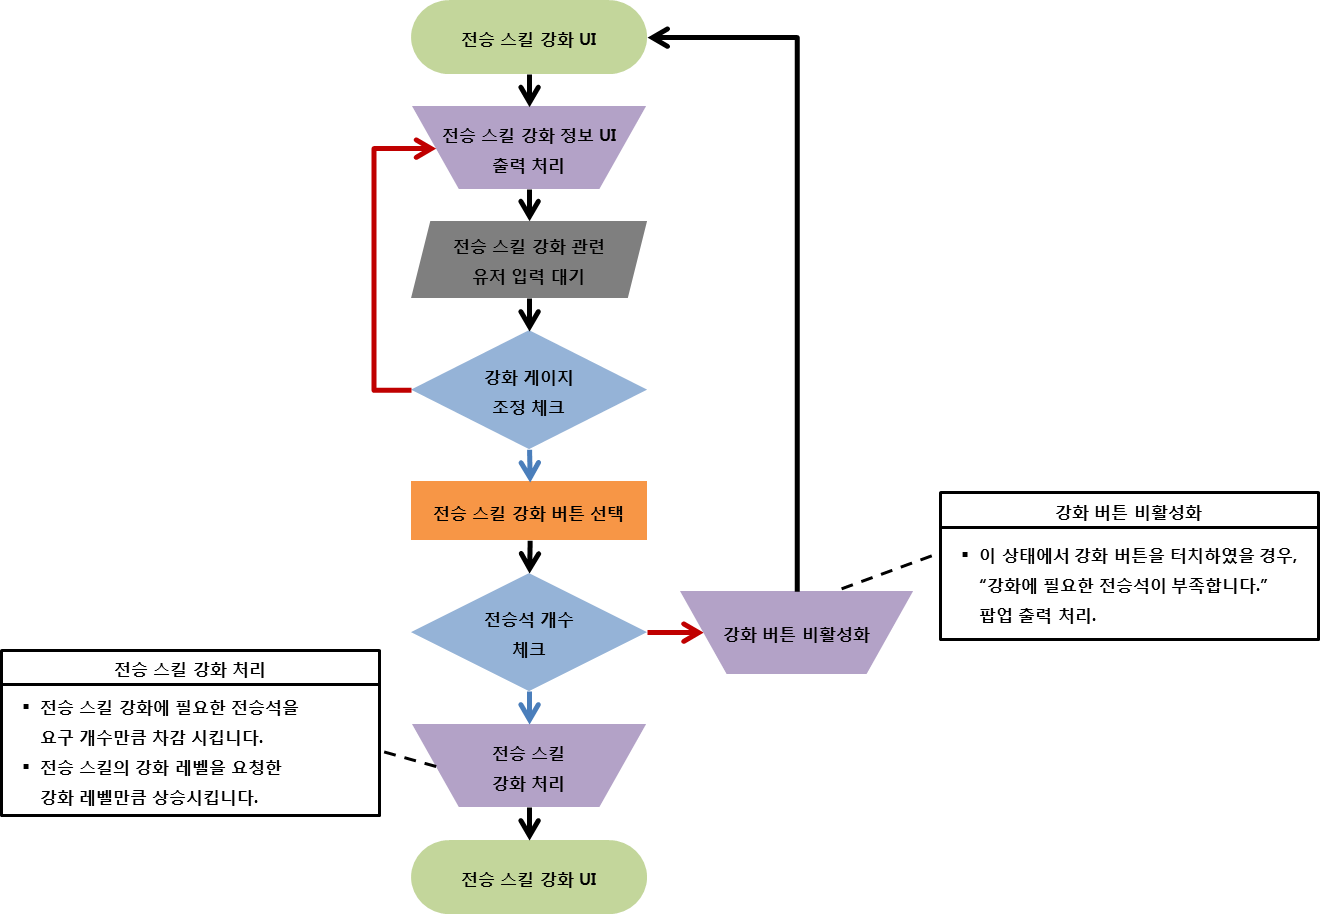 전승 스킬 강화 UI
전승 스킬 강화 정보 UI
출력 처리
전승 스킬 강화 관련
유저 입력 대기
강화 게이지
조정 체크
전승 스킬 강화 버튼 선택
전승석 개수
체크
강화 버튼 비활성화
강화 버튼 비활성화
▪ 이 상태에서 강화 버튼을 터치하였을 경우,
“강화에 필요한 전승석이 부족합니다.”
팝업 출력 처리.
전승 스킬 강화 처리
▪ 전승 스킬 강화에 필요한 전승석을
요구 개수만큼 차감 시킵니다.
▪ 전승 스킬의 강화 레벨을 요청한
강화 레벨만큼 상승시킵니다.
전승 스킬
강화 처리
전승 스킬 강화 UI